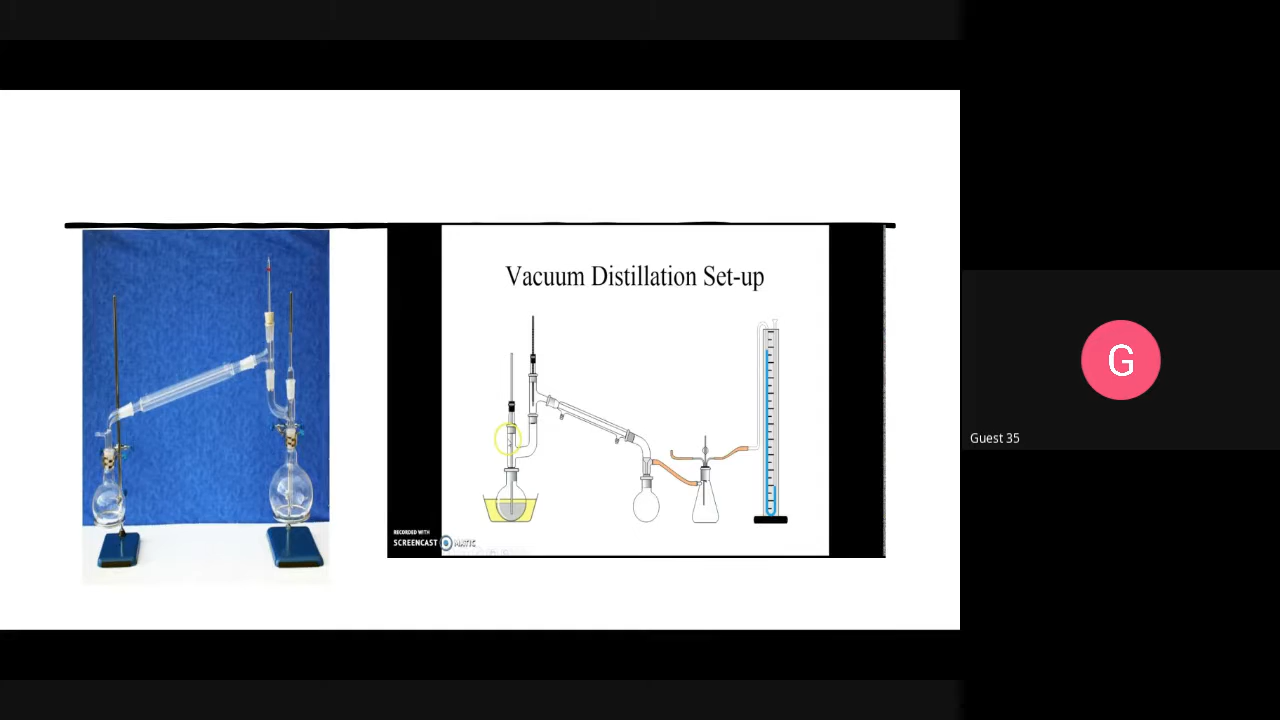 Vacuum Distillation Set-up
RECORDED WITH
SCREENCAST MATIC
G
Guest 35